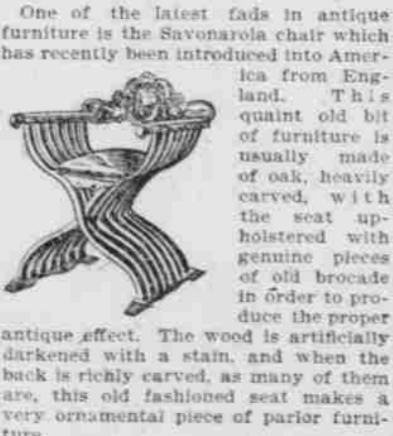 One of the latest fads in antique
furniture is the Savonarola chair which
has recently been introduced into Amer-
ica from Eng-
land. This
quaint old bit
of furniture is
usually made
of oak, heavily
carved, with
the seat up-
holstered with
genuine pieces
of old brocade
in order to pro-
duce the proper
antique effect. The wood is artificially
darkened with a stain, and when the
back is richly carved, as many of them
are, this old fashioned seat makes a
very ornamental piece of parlor furni-
ture